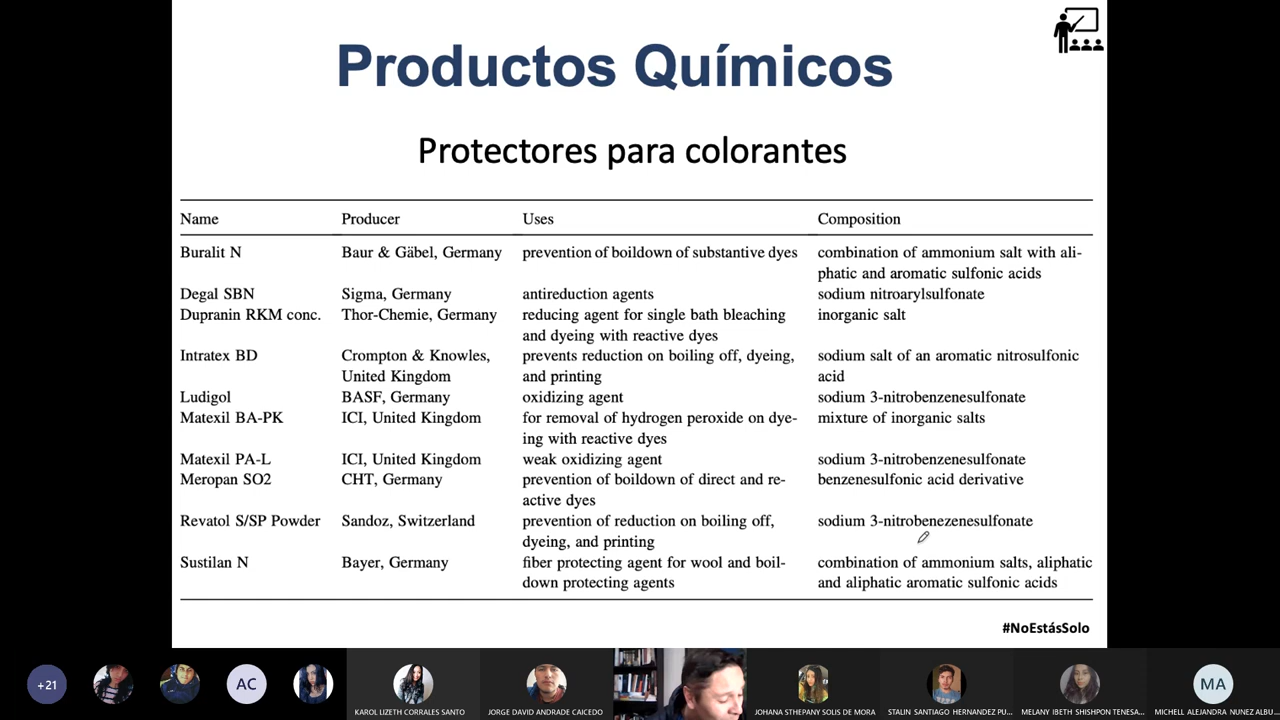 Productos Químicos
Protectores para colorantes
Name Producer Uses Composition
Buralit N Baur & Gäbel, Germany prevention of boildown of substantive dyes combination of ammonium salt with ali-
phatic and aromatic sulfonic acids
Degal SBN Sigma, Germany antireduction agents sodium nitroarylsulfonate
Dupranin RKM conc. Thor-Chemie, Germany reducing agent for single bath bleaching inorganic salt
and dyeing with reactive dyes
Intratex BD Crompton & Knowles, prevents reduction on boiling off, dyeing, sodium salt of an aromatic nitrosulfonic
United Kingdom and printing acid
Ludigol BASF, Germany oxidizing agent sodium 3-nitrobenzenesulfonate
Matexil BA-PK ICI, United Kingdom for removal of hydrogen peroxide on dye- mixture of inorganic salts
ing with reactive dyes
Matexil PA-L ICI, United Kingdom weak oxidizing agent sodium 3-nitrobenzenesulfonate
Meropan SO2 CHT, Germany prevention of boildown of direct and re- benzenesulfonic acid derivative
active dyes
Revatol S/SP Powder Sandoz, Switzerland prevention of reduction on boiling off, sodium 3-nitrobenezenesulfonate
dyeing, and printing
Sustilan N Bayer, Germany fiber protecting agent for wool and boil- combination of ammonium salts, aliphatic
down protecting agents and aliphatic aromatic sulfonic acids
#NoEstásSolo
+21 AC MA
KAROL LIZETH CORRALES SANTO JORGE DAVID ANDRADE CAICEDO JOHANA STHEPANY SOLIS DE MORA STALIN SANTIAGO HERNANDEZ PU... MELANY IBETH SHISHPON TENESA... MICHELL ALEJANDRA NUNEZ ALBU